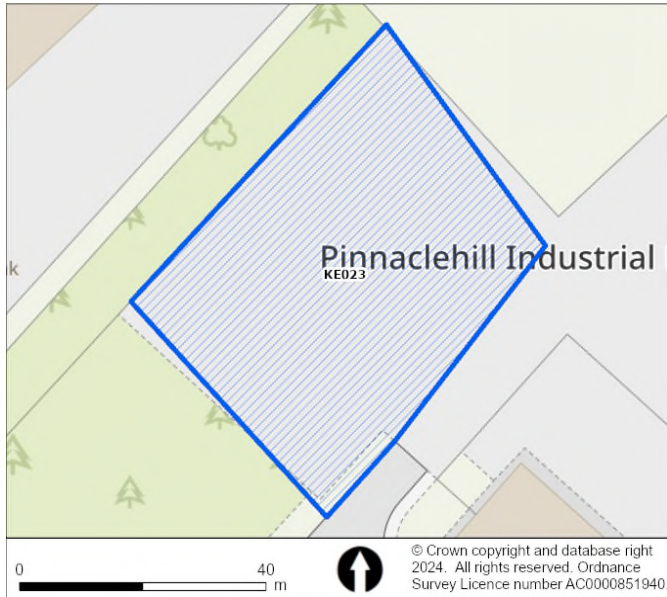 k
Pinnaclehill Industrial
KE023
0 40
m
© Crown copyright and database right
2024. All rights reserved. Ordnance
Survey Licence number AC0000851940.